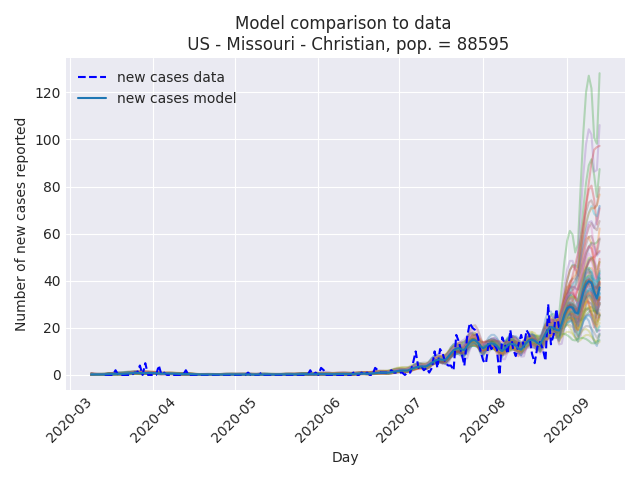 Model comparison to data
US - Missouri - Christian, pop. = 88595
new cases data
new cases model
Number of new cases reported
120
100
80
60
40
20
0
2020-03
2020-04
2020-05
2020-06
2020-07
2020-08
2020-09
Day